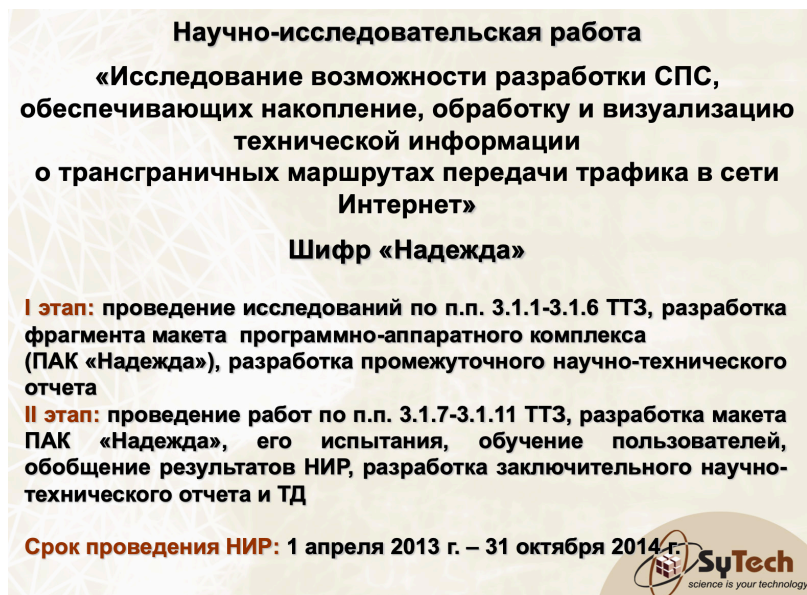 Научно-исследовательская работа
«Исследование возможности разработки СПС,
обеспечивающих накопление, обработку и визуализацию
технической информации
о трансграничных маршрутах передачи трафика в сети
Интернет»
Шифр «Надежда»
I этап: проведение исследований по п.п. 3.1.1-3.1.6 ТТЗ, разработка
фрагмента макета программно-аппаратного комплекса
(ПАК «Надежда»), разработка промежуточного научно-технического
отчета
II этап: проведение работ по п.п. 3.1.7-3.1.11 ТТЗ, разработка макета
ПАК «Надежда», его испытания, обучение пользователей,
обобщение результатов НИР, разработка заключительного научно-
технического отчета и ТД
Срок проведения НИР: 1 апреля 2013 г. – 31 октября 2014 г.
SyTech
science is your technology